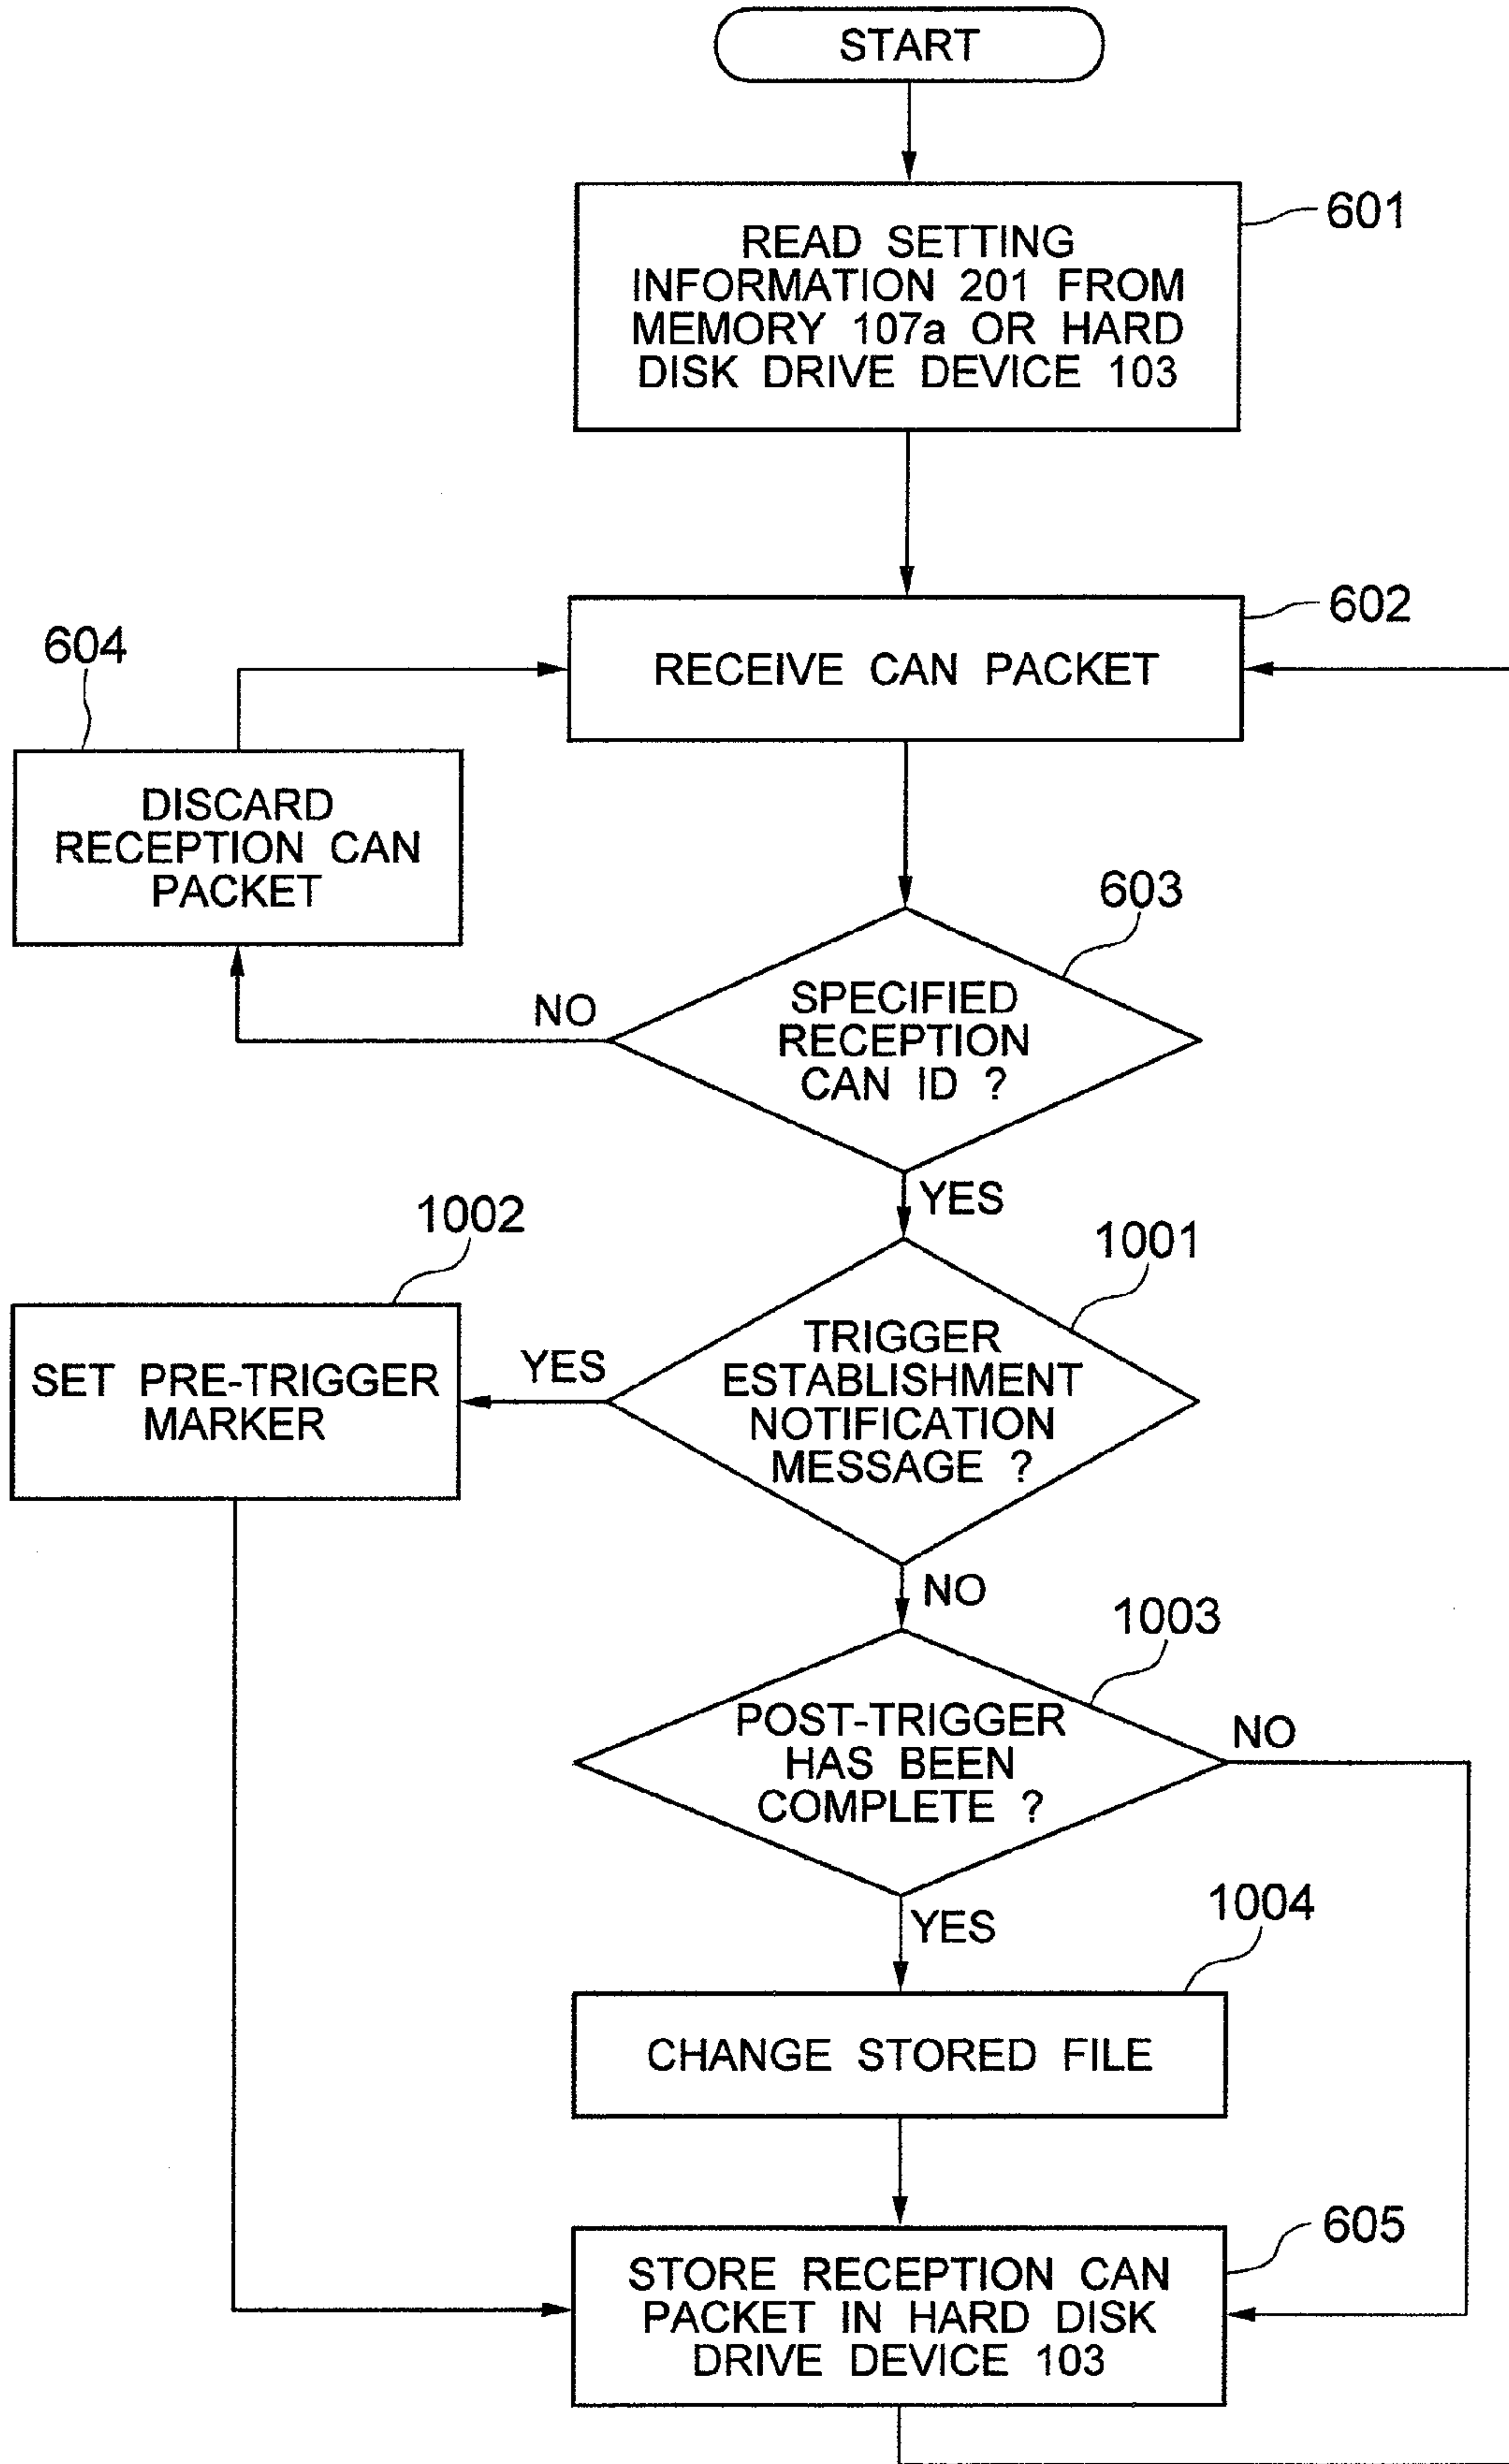 START
READ SETTING
INFORMATION 201 FROM
MEMORY 107a OR HARD
DISK DRIVE DEVICE 103
601
RECEIVE CAN PACKET
602
604
DISCARD
RECEPTION CAN
PACKET
603
SPECIFIED
RECEPTION
CAN ID ?
NO
YES
1002
SET PRE-TRIGGER
MARKER
YES
1001
TRIGGER
ESTABLISHMENT
NOTIFICATION
MESSAGE ?
NO
1003
POST-TRIGGER
HAS BEEN
COMPLETE ?
NO
YES
1004
CHANGE STORED FILE
605
STORE RECEPTION CAN
PACKET IN HARD DISK
DRIVE DEVICE 103